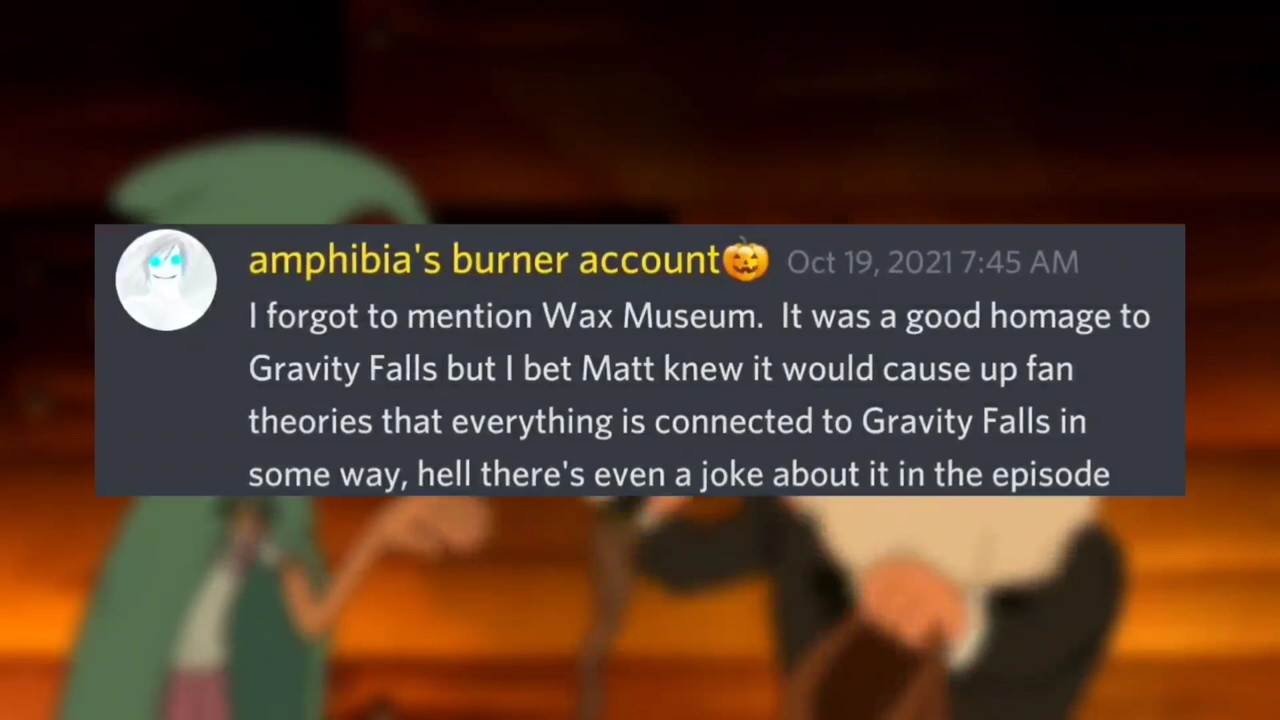 amphibia's burner account🎃 Oct 19, 2021 7:45 AM
I forgot to mention Wax Museum.  It was a good homage to
Gravity Falls but I bet Matt knew it would cause up fan
theories that everything is connected to Gravity Falls in
some way, hell there's even a joke about it in the episode